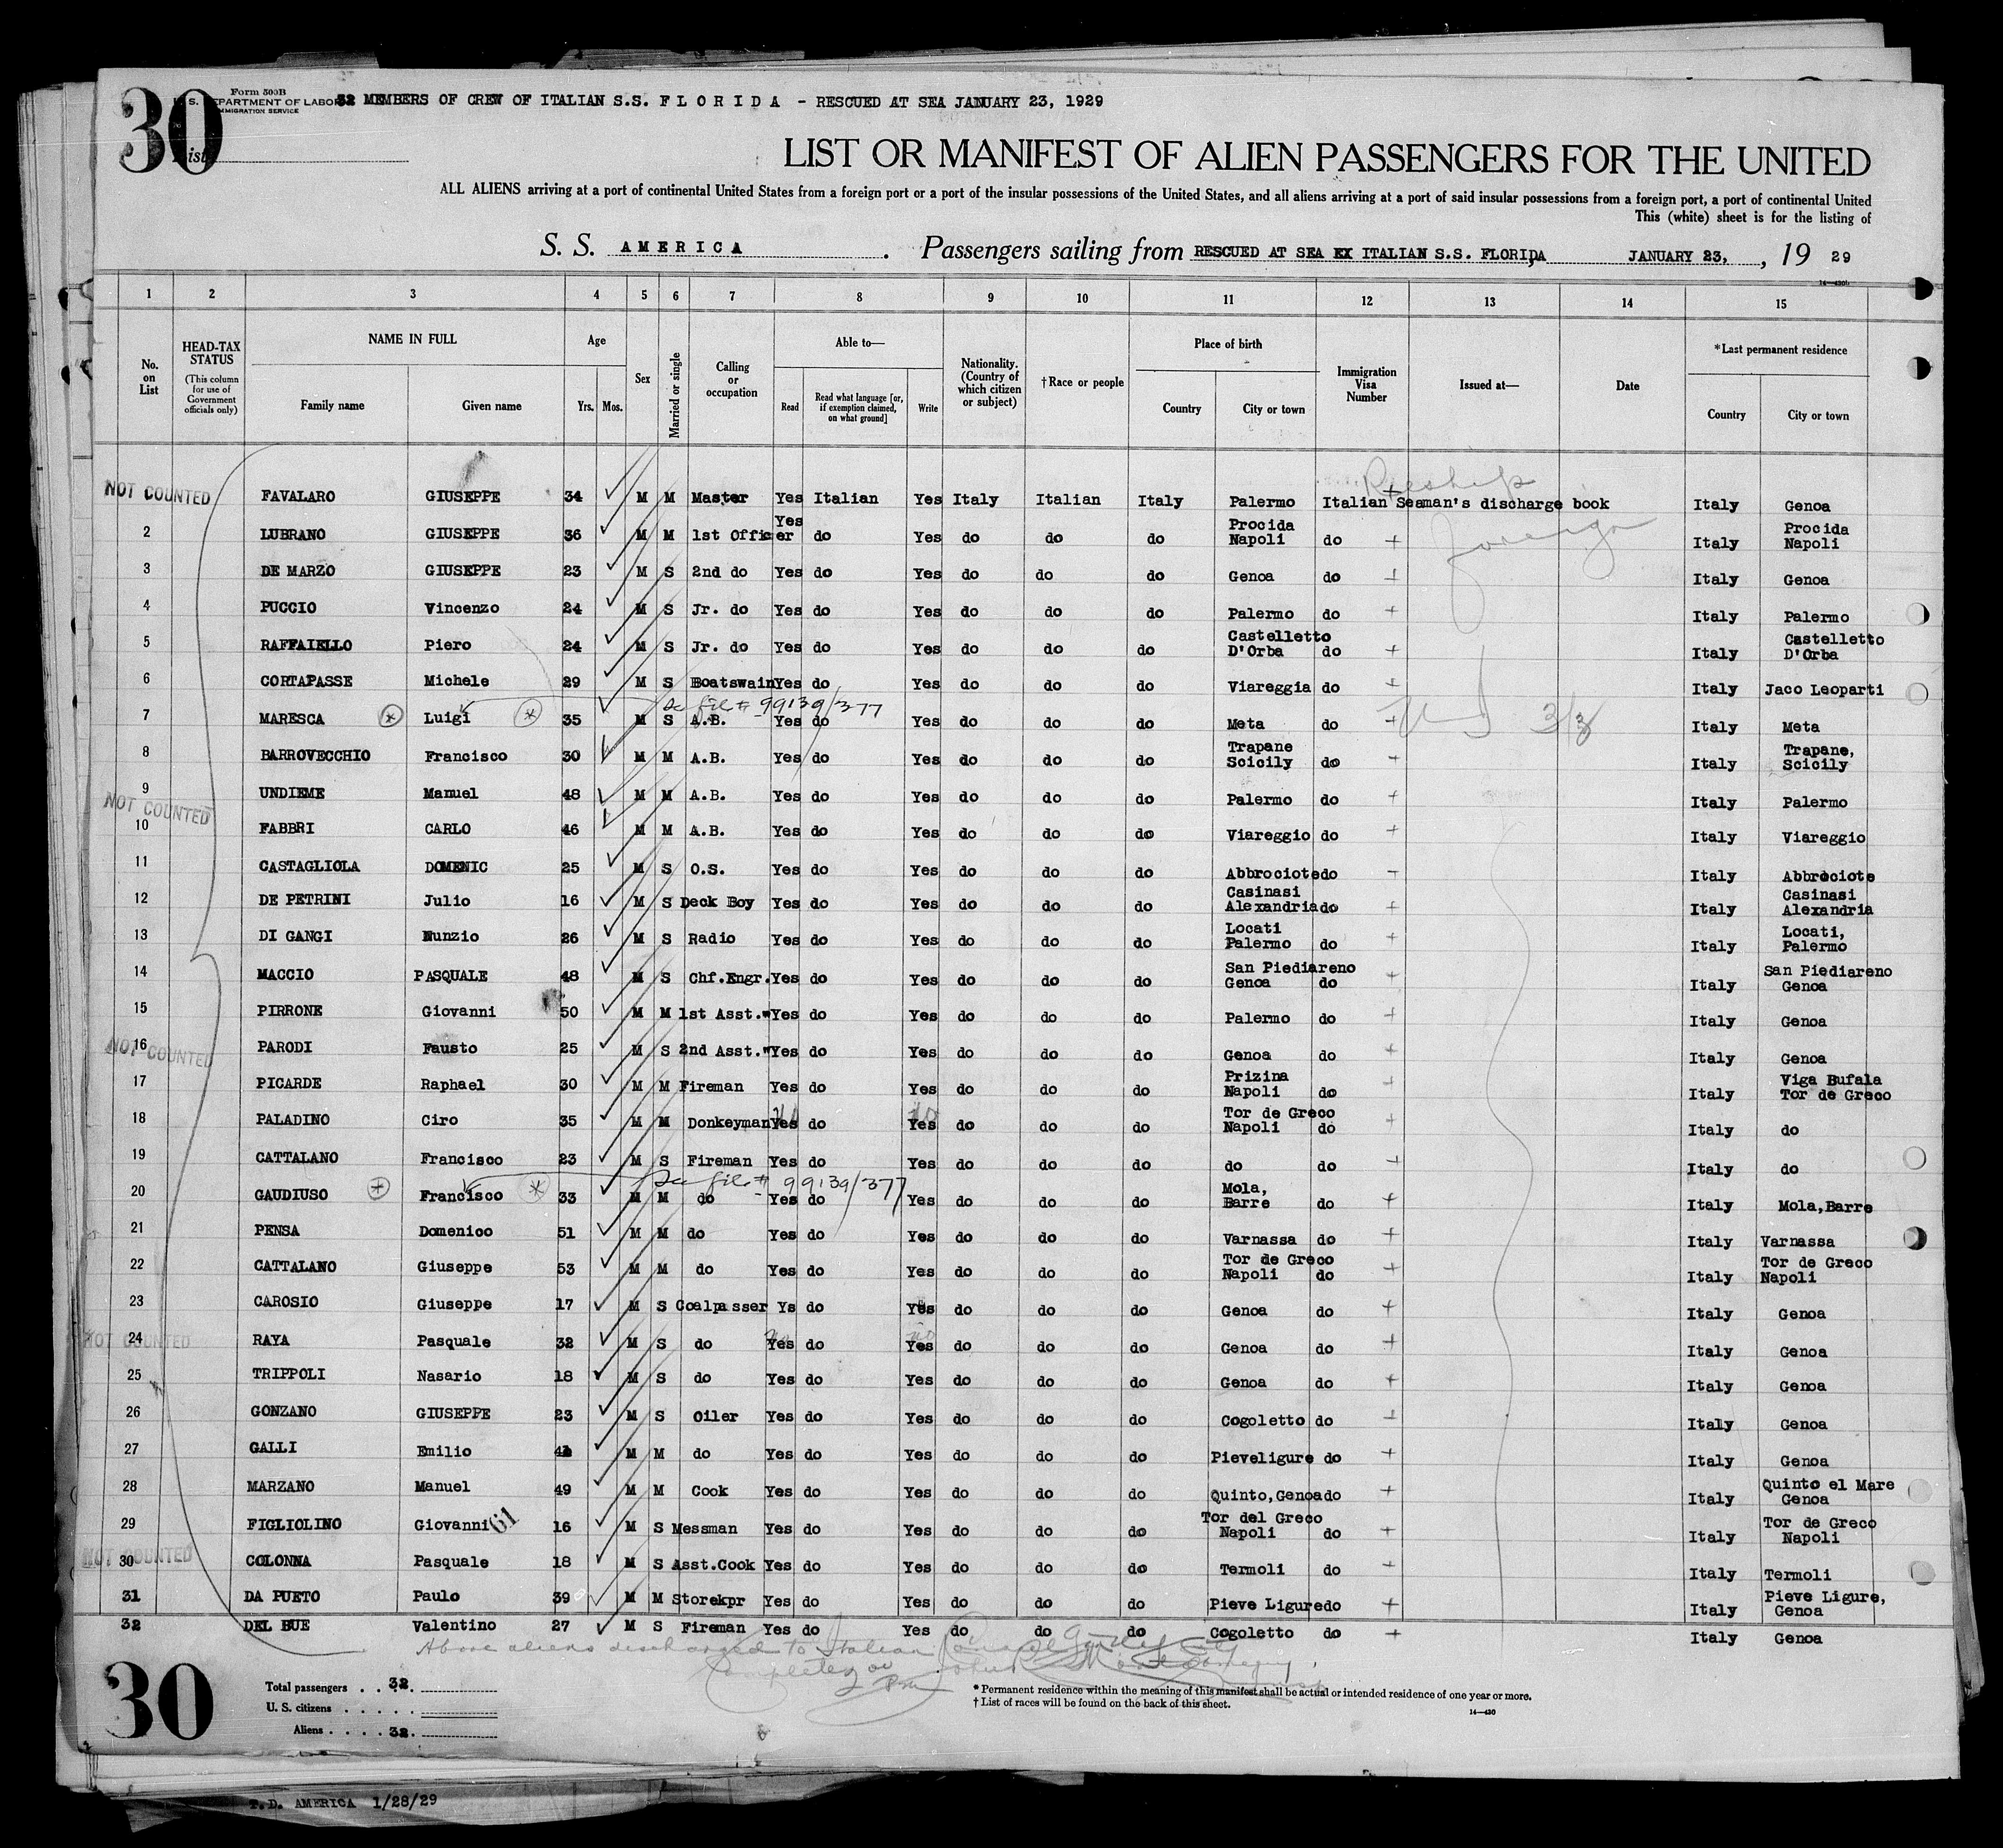 Form 500B
U. S. DEPARTMENT OF LABOR
IMMIGRATION SERVICE
32 MEMBERS OF CREW OF ITALIAN S.S. F L O R I D A - RESCUED AT SEA JANUARY 23, 1929
30
List
LIST OR MANIFEST OF ALIEN PASSENGERS FOR THE UNITED
ALL ALIENS arriving at a port of continental United States from a foreign port or a port of the insular possessions of the United States, and all aliens arriving at a port of said insular possessions from a foreign port, a port of continental United
This (white) sheet is for the listing of
S. S. AMERICA. Passengers sailing from RESCUED AT SEA EX ITALIAN S.S. FLORIDA, JANUARY 23, , 19 29
14—430
1 2 3 4 5 6 7 8 9 10 11 12 13 14 15
No. on List
HEAD-TAX STATUS (This column for use of Government officials only)
NAME IN FULL Family name Given name
Age Yrs. Mos.
Sex
Married or single
Calling or occupation
Able to— Read Read what language [or, if exemption claimed, on what ground] Write
Nationality. (Country of which citizen or subject)
†Race or people
Place of birth Country City or town
Immigration Visa Number
Issued at—
Date
*Last permanent residence Country City or town
NOT COUNTED FAVALARO GIUSEPPE 34 M M Master Yes Italian Yes Italy Italian Italy Palermo Italian Seaman's discharge book Italy Genoa
2 LUBRANO GIUSEPPE 36 M M 1st Officer Yes do Yes do do do Procida Napoli do Italy Procida Napoli
3 DE MARZO GIUSEPPE 23 M S 2nd do Yes do Yes do do do Genoa do Italy Genoa
4 PUCCIO Vincenzo 24 M S Jr. do Yes do Yes do do do Palermo do Italy Palermo
5 RAFFAIELLO Piero 24 M S Jr. do Yes do Yes do do do Castelletto D'Orba do Italy Castelletto D'Orba
6 CORTAPASSE Michele 29 M S Boatswain Yes do Yes do do do Viareggia do Italy Jaco Leoparti
file # 99139/377
7 MARESCA Luigi 35 M S A.B. Yes do Yes do do do Meta do 3/3 Italy Meta
8 BARROVECCHIO Francisco 30 M M A.B. Yes do Yes do do do Trapane Scicily do Italy Trapane, Scicily
9 UNDIEME Manuel 48 M M A.B. Yes do Yes do do do Palermo do Italy Palermo
NOT COUNTED
10 FABBRI CARLO 46 M M A.B. Yes do Yes do do do Viareggio do Italy Viareggio
11 CASTAGLIOLA DOMENIC 25 M S O.S. Yes do Yes do do do Abbrociote do Italy Abbrociote
12 DE PETRINI Julio 16 M S Deck Boy Yes do Yes do do do Casinasi Alexandria do Italy Casinasi Alexandria
13 DI GANGI Nunzio 26 M S Radio Yes do Yes do do do Locati Palermo do Italy Locati, Palermo
14 MACCIO PASQUALE 48 M S Chf.Engr. Yes do Yes do do do San Piediareno Genoa do Italy San Piediareno Genoa
15 PIRRONE Giovanni 50 M M 1st Asst." Yes do Yes do do do Palermo do Italy Genoa
NOT COUNTED
16 PARODI Fausto 25 M S 2nd Asst." Yes do Yes do do do Genoa do Italy Genoa
17 PICARDE Raphael 30 M M Fireman Yes do Yes do do do Prizina Napoli do Italy Viga Bufala Tor de Greco
18 PALADINO Ciro 35 M M Donkeyman Yes no do Yes no do do do Tor de Greco Napoli do Italy do
19 CATTALANO Francisco 23 M S Fireman Yes do Yes do do do do do Italy do
file # 99139/377
20 GAUDIUSO Francisco 33 M M do Yes do Yes do do do Mola, Barre do Italy Mola,Barre
21 PENSA Domenico 51 M M do Yes do Yes do do do Varnassa do Italy Varnassa
22 CATTALANO Giuseppe 53 M M do Yes do Yes do do do Tor de Greco Napoli do Italy Tor de Greco Napoli
23 CAROSIO Giuseppe 17 M S Coalpasser Ys do Yes do do do Genoa do Italy Genoa
NOT COUNTED
24 RAYA Pasquale 32 M S do Yes no do Yes no do do do Genoa do Italy Genoa
25 TRIPPOLI Nasario 18 M S do Yes do Yes do do do Genoa do Italy Genoa
26 GONZANO GIUSEPPE 23 M S Oiler Yes do Yes do do do Cogoletto do Italy Genoa
27 GALLI Emilio M M do Yes do Yes do do do Pieveligure do Italy Genoa
28 MARZANO Manuel 49 M M Cook Yes do Yes do do do Quinto,Genoa do Italy Quinto el Mare Genoa
29 FIGLIOLINO Giovanni 61 16 M S Messman Yes do Yes do do do Tor del Greco Napoli do Italy Tor de Greco Napoli
NOT COUNTED
30 COLONNA Pasquale 18 M S Asst.Cook Yes do Yes do do do Termoli do Italy Termoli
31 DA PUETO Paulo 39 M M Storekpr Yes do Yes do do do Pieve Ligure do Italy Pieve Ligure, Genoa
32 DEL BUE Valentino 27 M S Fireman Yes do Yes do do do Cogoletto do Italy Genoa
Above aliens discharged to Italian
30
Total passengers . . 32.
U. S. citizens . . . . .
Aliens . . . . 32.
* Permanent residence within the meaning of this manifest shall be actual or intended residence of one year or more.
† List of races will be found on the back of this sheet.
14—430
T.D. AMERICA 1/28/29